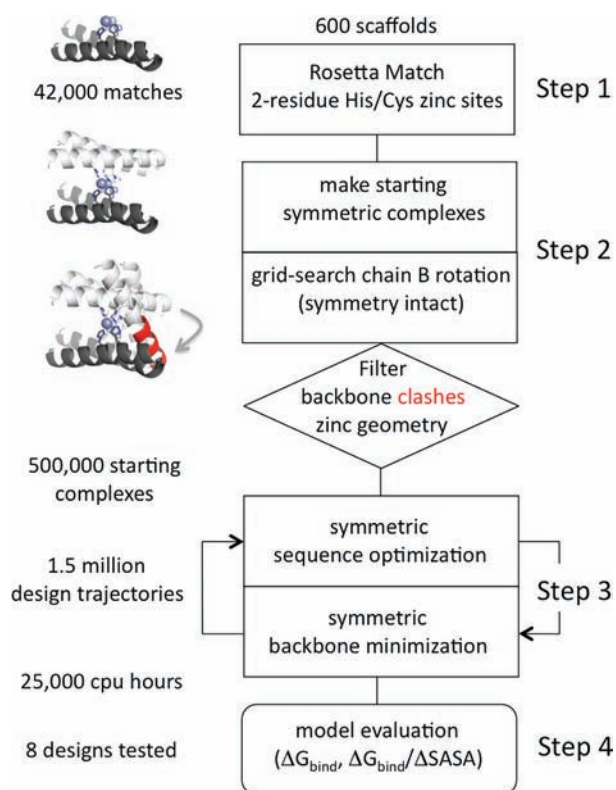 600 scaffolds
42,000 matches
Rosetta Match
2-residue His/Cys zinc sites
Step 1
make starting
symmetric complexes
grid-search chain B rotation
(symmetry intact)
Step 2
Filter
backbone clashes
zinc geometry
500,000 starting
complexes
symmetric
sequence optimization
1.5 million
design trajectories
symmetric
backbone minimization
Step 3
25,000 cpu hours
8 designs tested
model evaluation
(ΔG_bind, ΔG_bind/ΔSASA)
Step 4